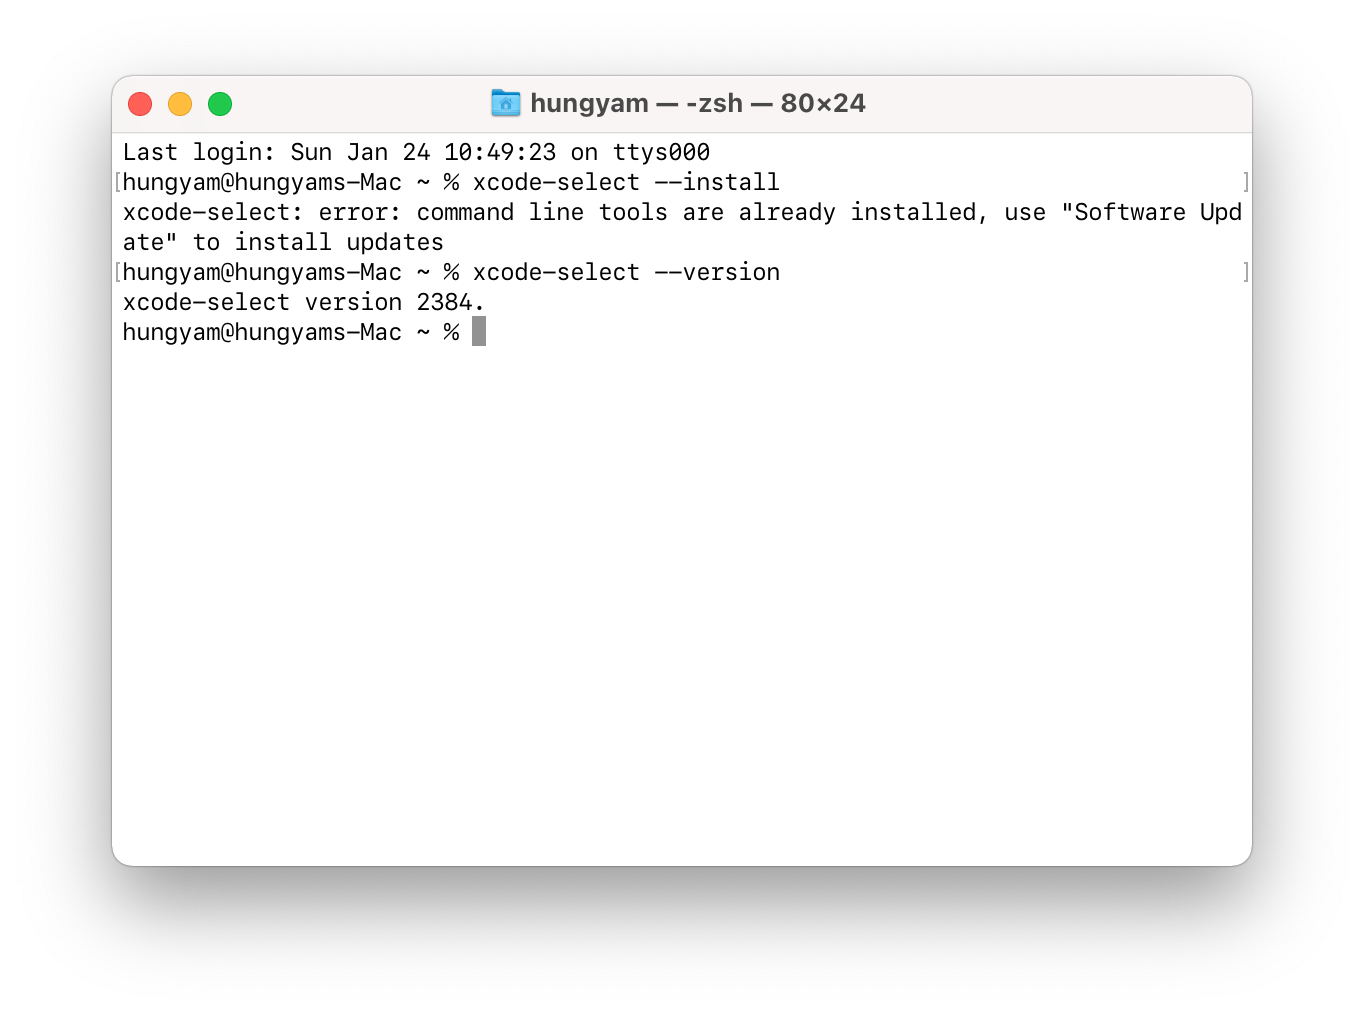 hungyam — -zsh — 80×24
Last login: Sun Jan 24 10:49:23 on ttys000
[hungyam@hungyams-Mac ~ % xcode-select --install ]
xcode-select: error: command line tools are already installed, use "Software Upd
ate" to install updates
[hungyam@hungyams-Mac ~ % xcode-select --version ]
xcode-select version 2384.
hungyam@hungyams-Mac ~ %